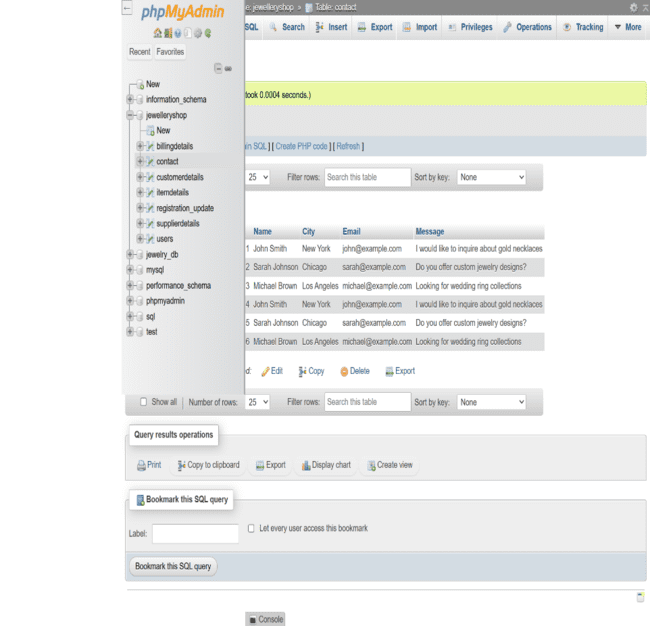 phpMyAdmin
e: jewelleryshop » Table: contact
SQL Search Insert Export Import Privileges Operations Tracking More
Recent Favorites
New
information_schema
jewelleryshop
New
billingdetails
contact
customerdetails
itemdetails
registration_update
supplierdetails
users
jewelry_db
mysql
performance_schema
phpmyadmin
sql
test
took 0.0004 seconds.)
in SQL ] [ Create PHP code ] [ Refresh ]
25 Filter rows: Search this table Sort by key: None
Name City Email Message
1 John Smith New York john@example.com I would like to inquire about gold necklaces
2 Sarah Johnson Chicago sarah@example.com Do you offer custom jewelry designs?
3 Michael Brown Los Angeles michael@example.com Looking for wedding ring collections
4 John Smith New York john@example.com I would like to inquire about gold necklaces
5 Sarah Johnson Chicago sarah@example.com Do you offer custom jewelry designs?
6 Michael Brown Los Angeles michael@example.com Looking for wedding ring collections
d: Edit Copy Delete Export
Show all Number of rows: 25 Filter rows: Search this table Sort by key: None
Query results operations
Print Copy to clipboard Export Display chart Create view
Bookmark this SQL query
Label: Let every user access this bookmark
Bookmark this SQL query
Console